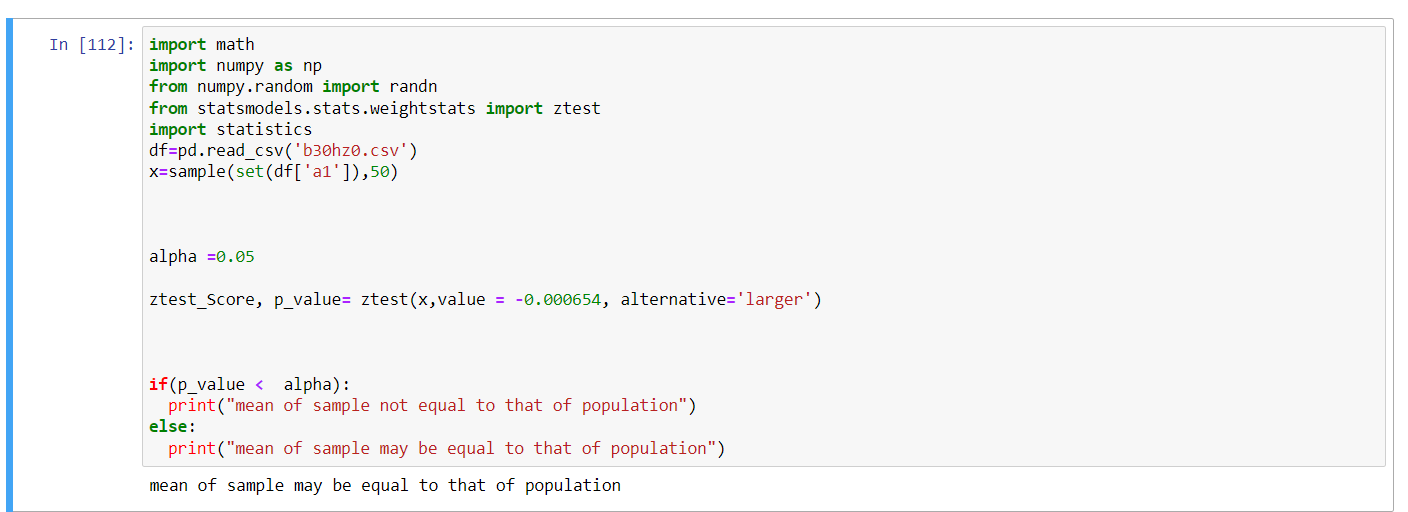 In [112]: import math
import numpy as np
from numpy.random import randn
from statsmodels.stats.weightstats import ztest
import statistics
df=pd.read_csv('b30hz0.csv')
x=sample(set(df['a1']),50)
alpha =0.05
ztest_Score, p_value= ztest(x,value = -0.000654, alternative='larger')
if(p_value <  alpha):
  print("mean of sample not equal to that of population")
else:
  print("mean of sample may be equal to that of population")
mean of sample may be equal to that of population